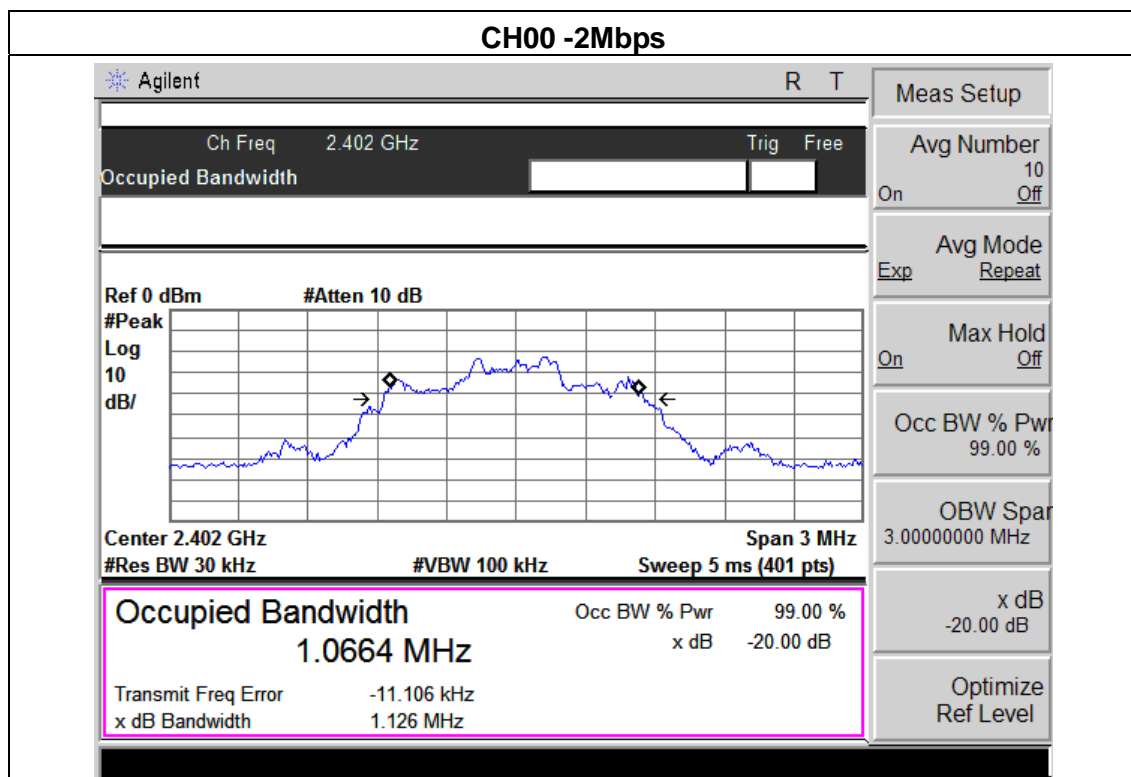 CH00 -2Mbps
Agilent R T
Ch Freq 2.402 GHz Trig Free
Occupied Bandwidth
Ref 0 dBm #Atten 10 dB
#Peak
Log
10
dB/
Center 2.402 GHz Span 3 MHz
#Res BW 30 kHz #VBW 100 kHz Sweep 5 ms (401 pts)
Occupied Bandwidth Occ BW % Pwr 99.00 %
1.0664 MHz x dB -20.00 dB
Transmit Freq Error -11.106 kHz
x dB Bandwidth 1.126 MHz
Meas Setup
Avg Number
10
On Off
Avg Mode
Exp Repeat
Max Hold
On Off
Occ BW % Pwr
99.00 %
OBW Span
3.00000000 MHz
x dB
-20.00 dB
Optimize
Ref Level